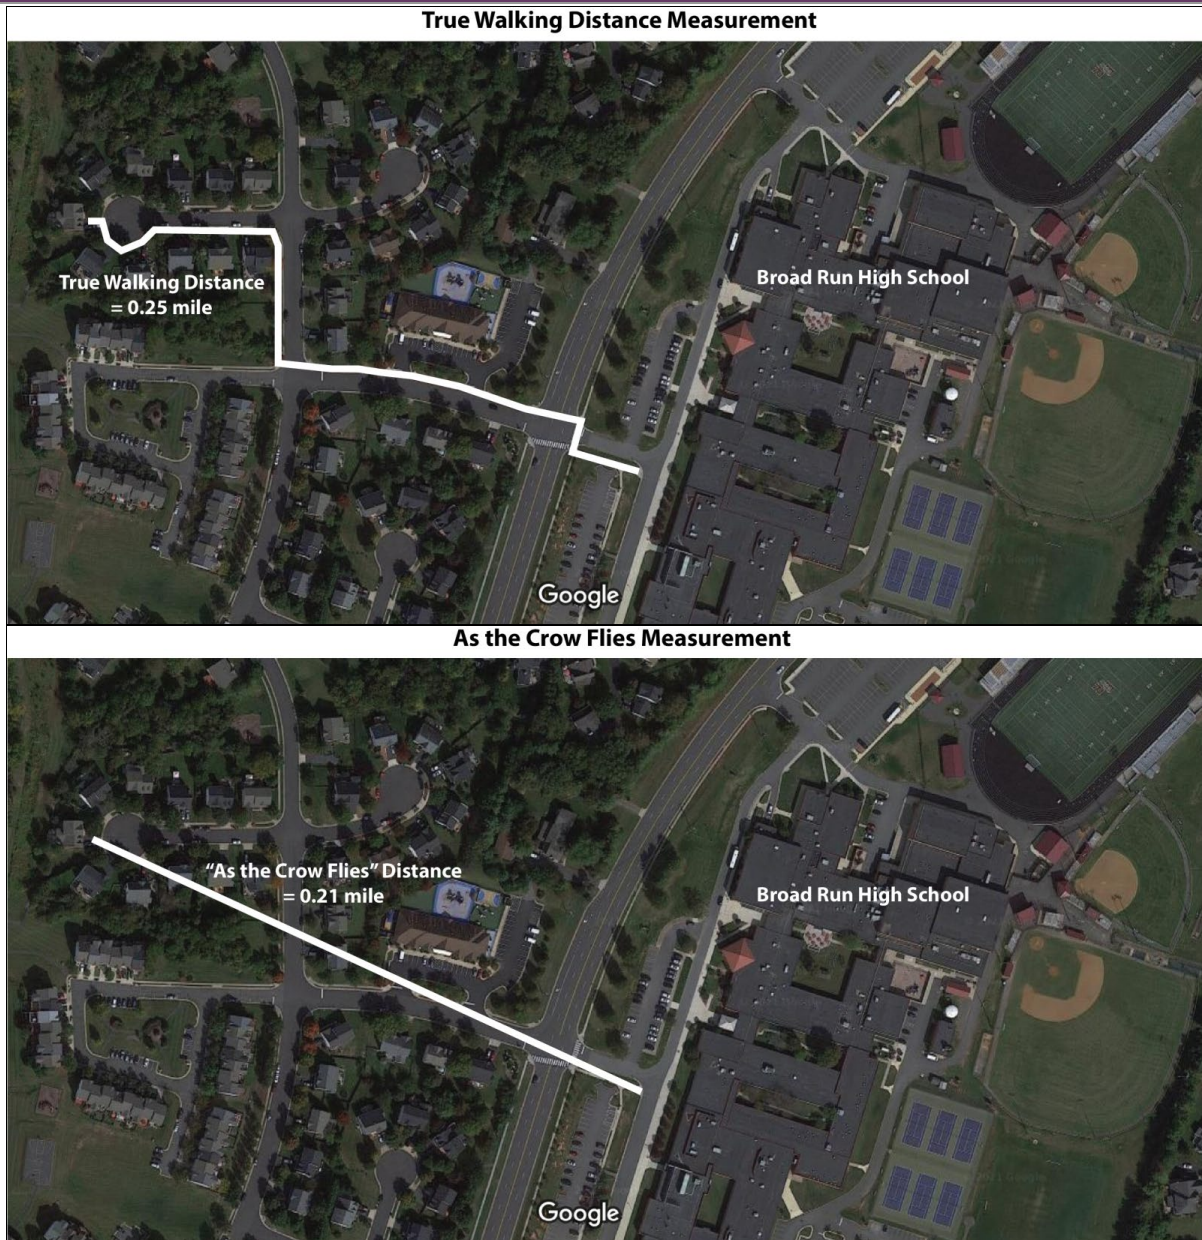 True Walking Distance Measurement
True Walking Distance
= 0.25 mile
Broad Run High School
Google
As the Crow Flies Measurement
“As the Crow Flies” Distance
= 0.21 mile
Broad Run High School
Google